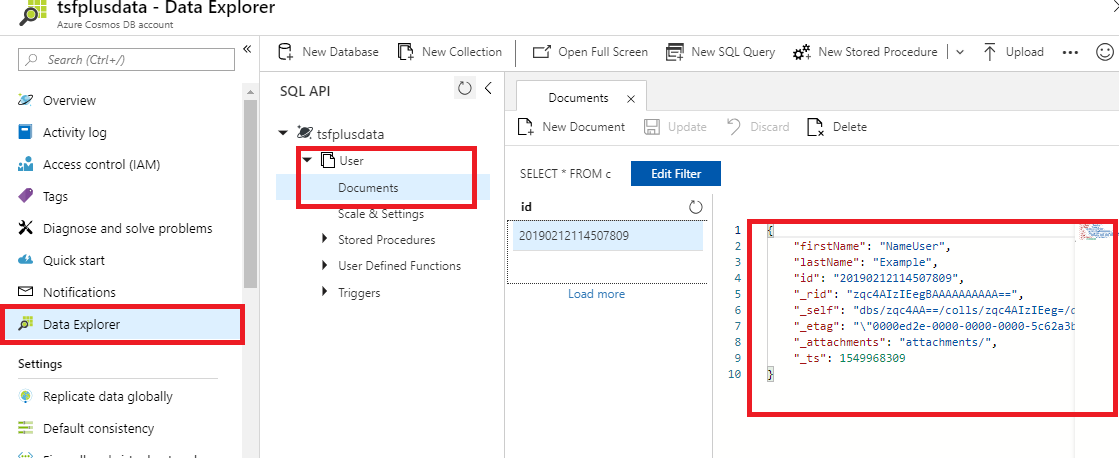 tsfplusdata - Data Explorer
Azure Cosmos DB account
Search (Ctrl+/)
Overview
Activity log
Access control (IAM)
Tags
Diagnose and solve problems
Quick start
Notifications
Data Explorer
Settings
Replicate data globally
Default consistency
New Database
New Collection
Open Full Screen
New SQL Query
New Stored Procedure
Upload
SQL API
tsfplusdata
User
Documents
Scale & Settings
Stored Procedures
User Defined Functions
Triggers
Documents
New Document
Update
Discard
Delete
SELECT * FROM c
Edit Filter
id
20190212114507809
Load more
1 {
2 "firstName": "NameUser",
3 "lastName": "Example",
4 "id": "20190212114507809",
5 "_rid": "zqc4AIzIEegBAAAAAAAAAA==",
6 "_self": "dbs/zqc4AA==/colls/zqc4AIzIEeg=/
7 "_etag": "\"0000ed2e-0000-0000-0000-5c62a3b
8 "_attachments": "attachments/",
9 "_ts": 1549968309
10 }